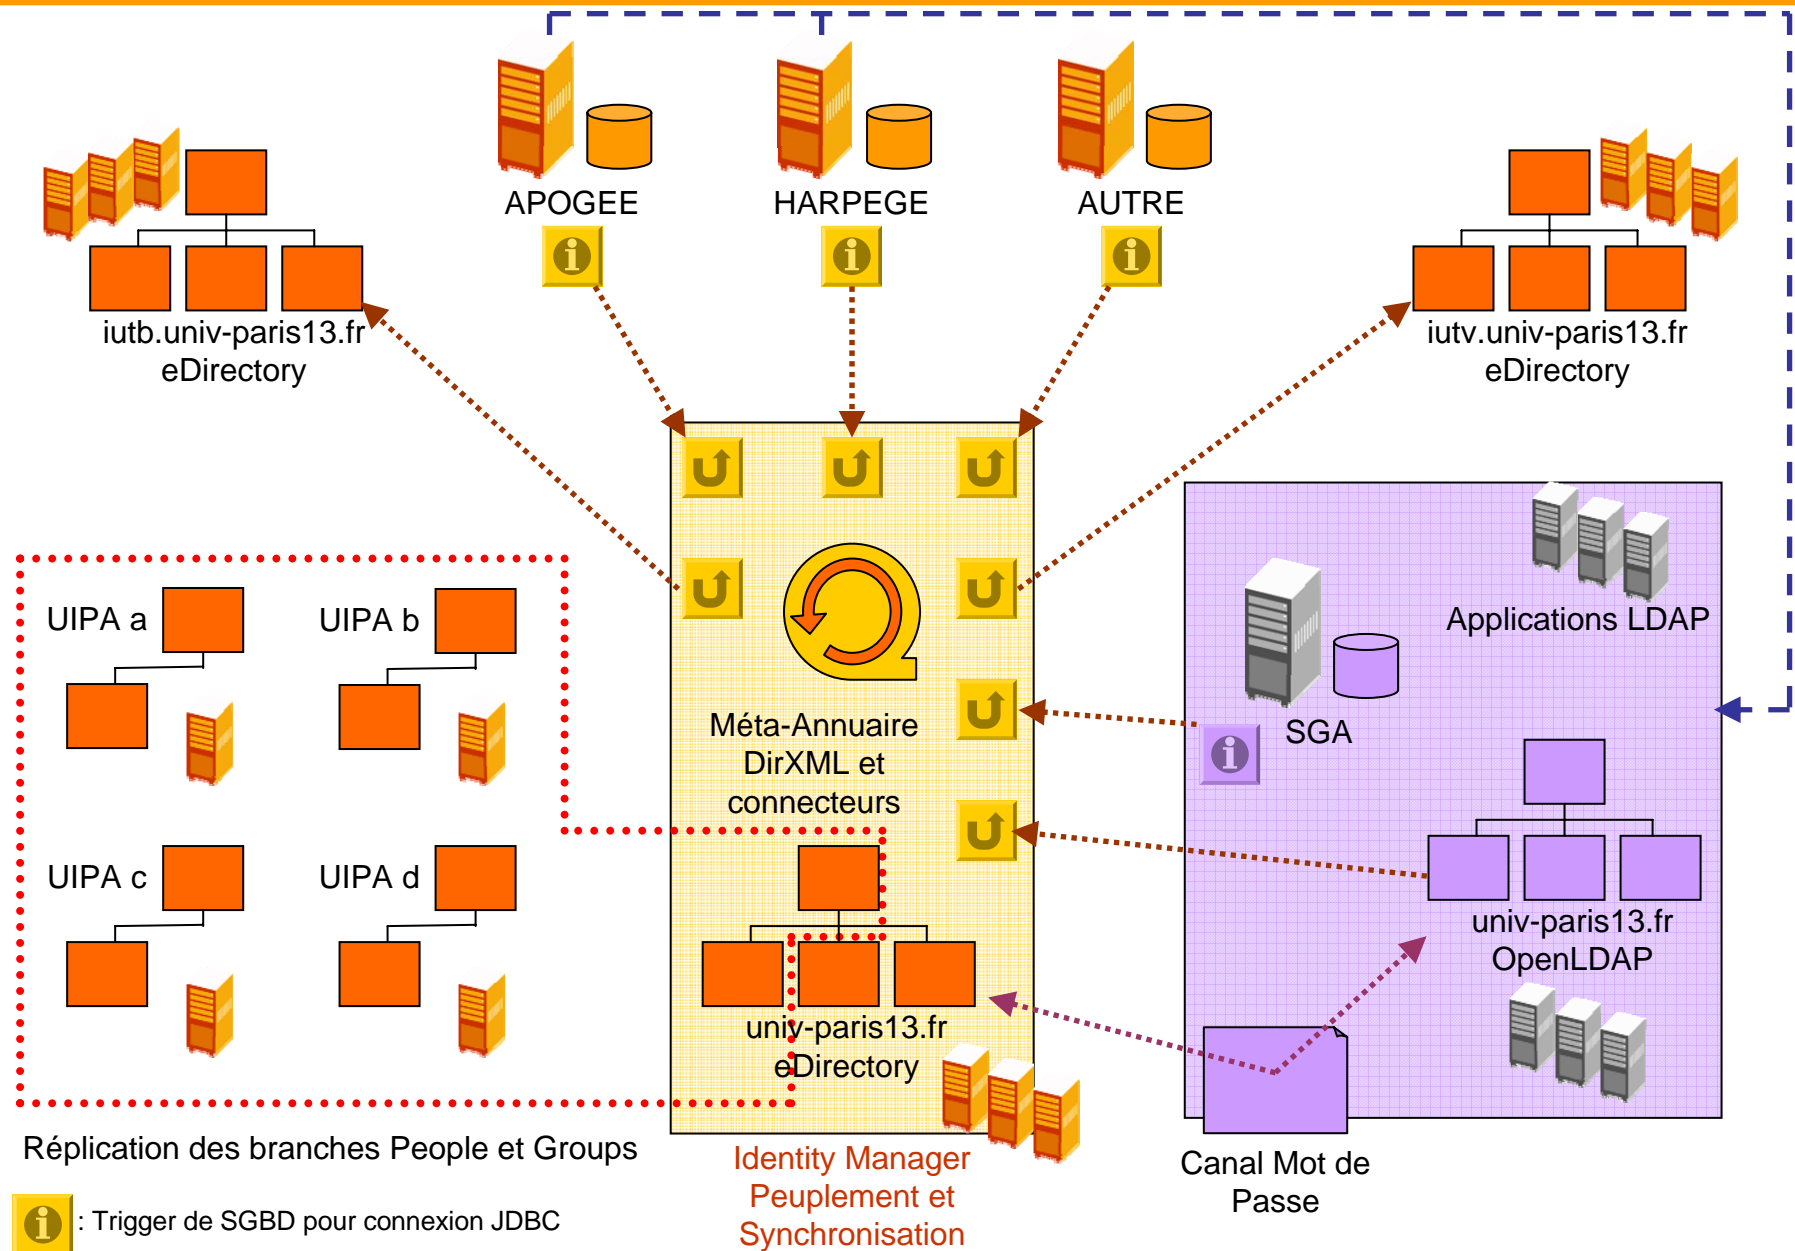 APOGEE
HARPEGE
AUTRE
iutb.univ-paris13.fr
eDirectory
iutv.univ-paris13.fr
eDirectory
UIPA a
UIPA b
UIPA c
UIPA d
Méta-Annuaire
DirXML et
connecteurs
univ-paris13.fr
eDirectory
Applications LDAP
SGA
univ-paris13.fr
OpenLDAP
Canal Mot de
Passe
Réplication des branches People et Groups
Identity Manager
Peuplement et
Synchronisation
: Trigger de SGBD pour connexion JDBC